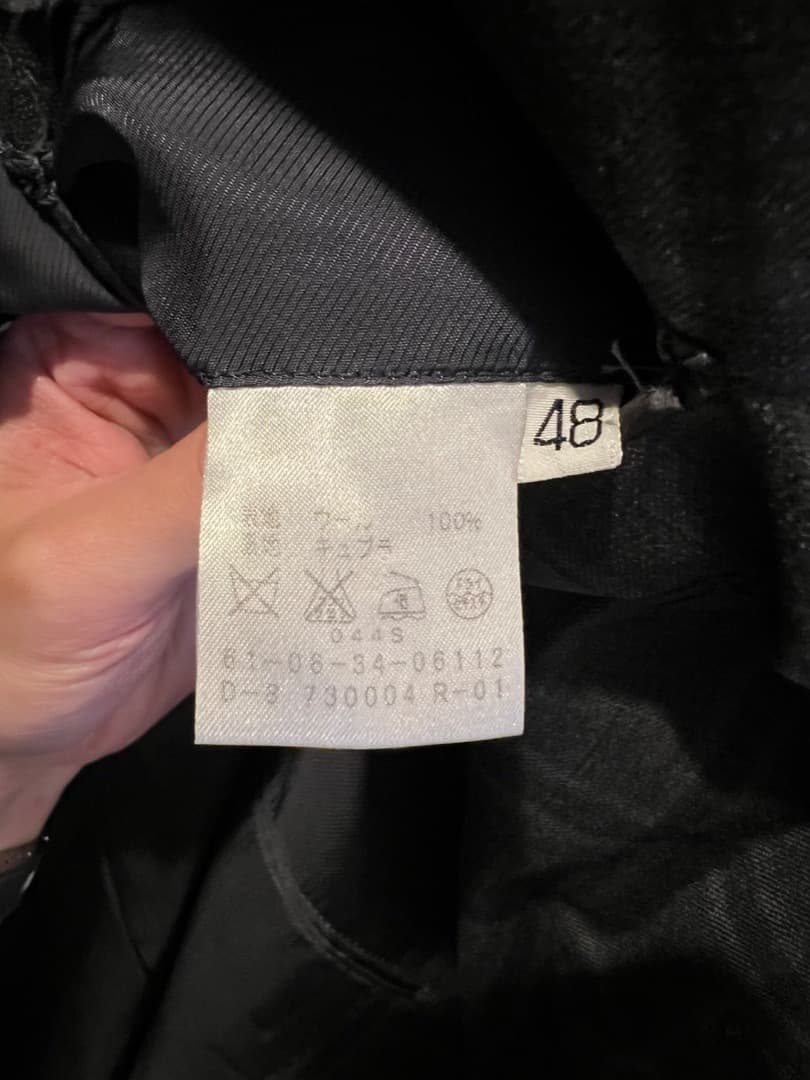 48
表地 ウール 100%
裏地 キュプラ
044S
61-06-34-06112
D-8 730004 R-01